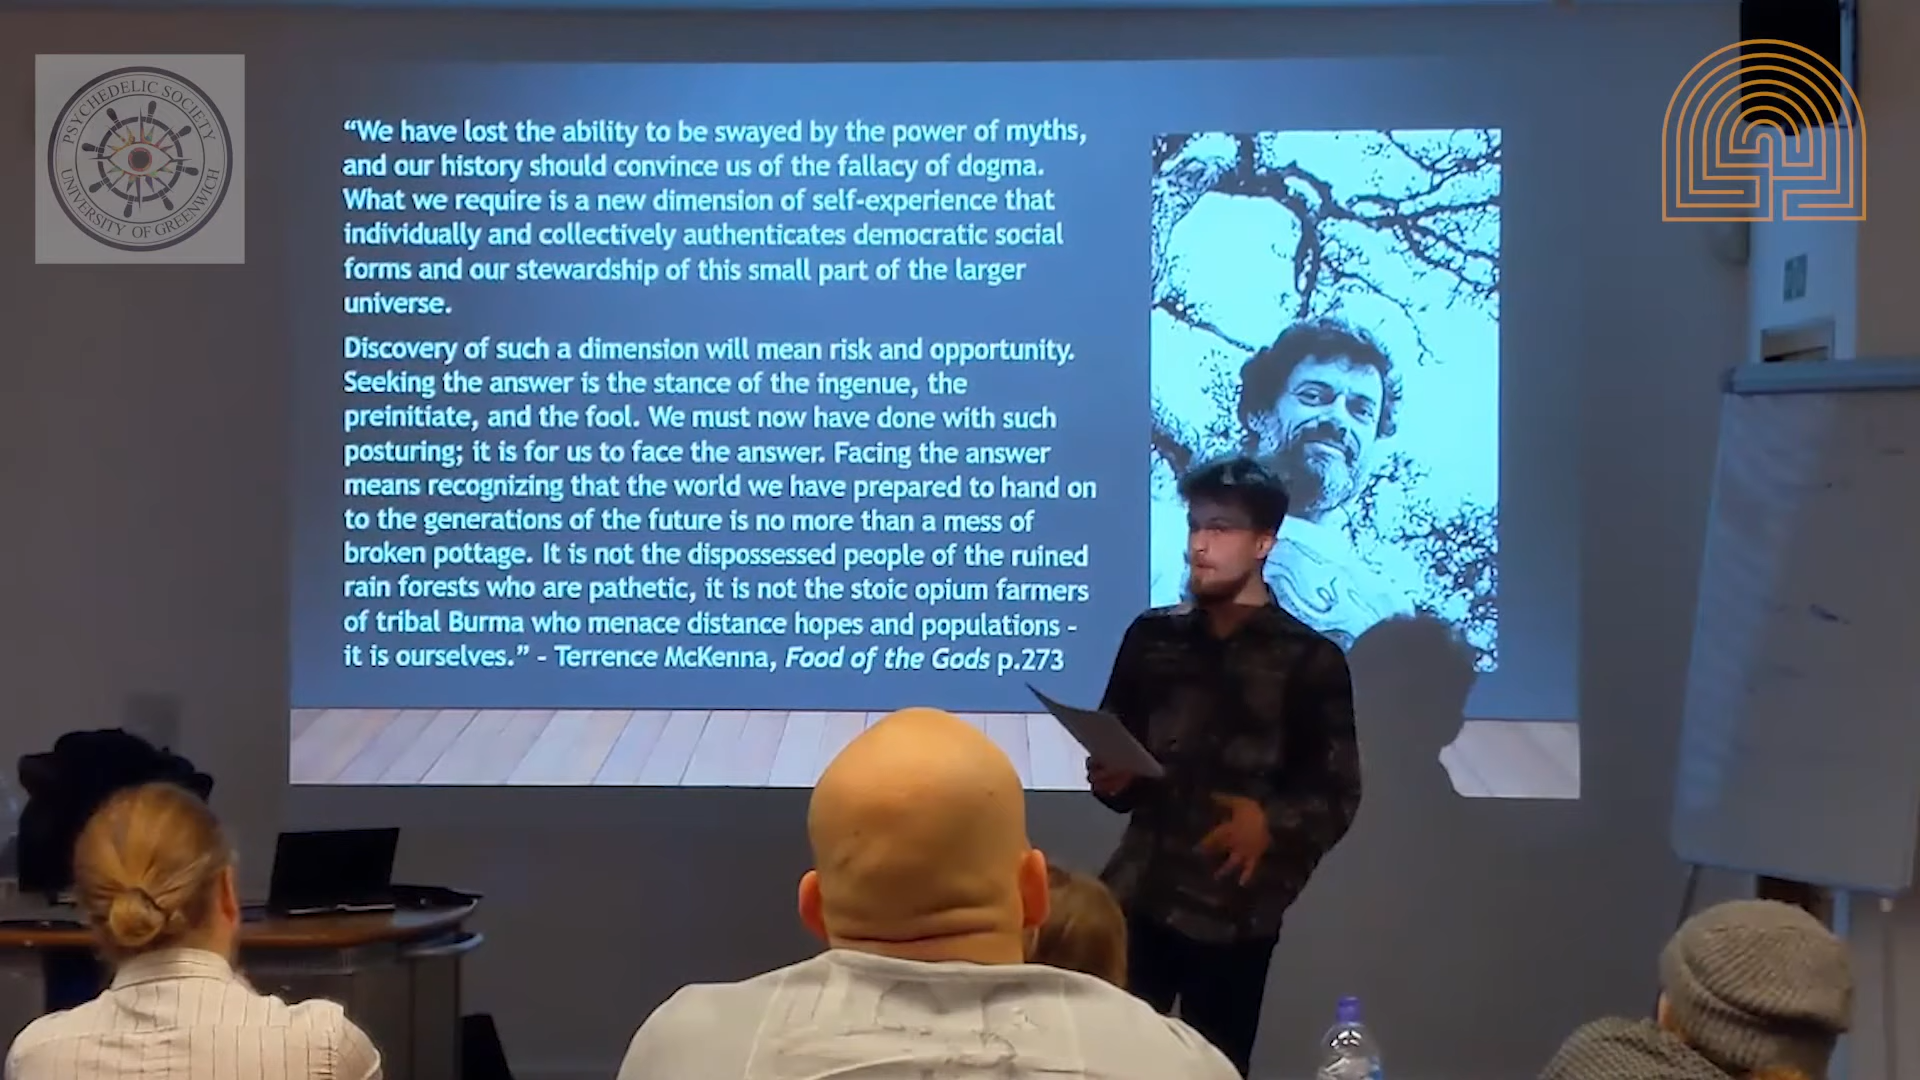 PSYCHEDELIC SOCIETY
UNIVERSITY OF GREENWICH
“We have lost the ability to be swayed by the power of myths,
and our history should convince us of the fallacy of dogma.
What we require is a new dimension of self-experience that
individually and collectively authenticates democratic social
forms and our stewardship of this small part of the larger
universe.
Discovery of such a dimension will mean risk and opportunity.
Seeking the answer is the stance of the ingenue, the
preinitiate, and the fool. We must now have done with such
posturing; it is for us to face the answer. Facing the answer
means recognizing that the world we have prepared to hand on
to the generations of the future is no more than a mess of
broken pottage. It is not the dispossessed people of the ruined
rain forests who are pathetic, it is not the stoic opium farmers
of tribal Burma who menace distance hopes and populations -
it is ourselves.” - Terrence McKenna, Food of the Gods p.273